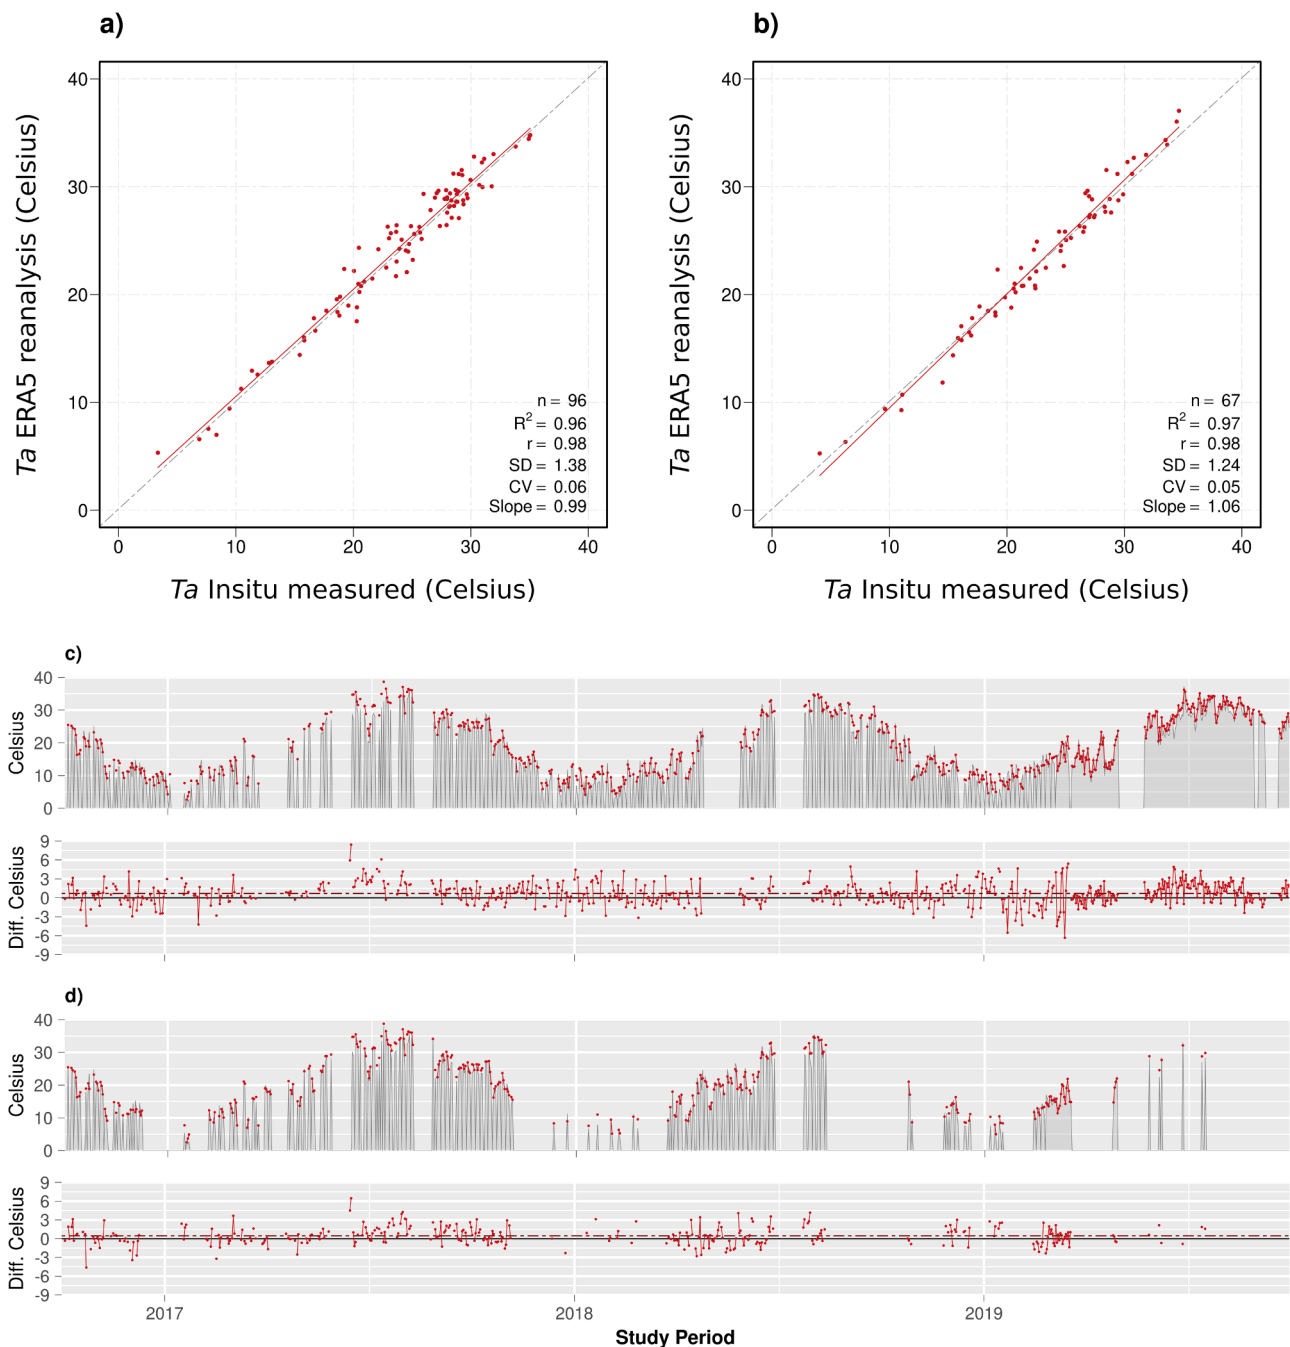 a)
b)
Ta ERA5 reanalysis (Celsius)
40
30
20
10
0
n = 96
R2 = 0.96
r = 0.98
SD = 1.38
CV = 0.06
Slope = 0.99
0 10 20 30 40
Ta Insitu measured (Celsius)
Ta ERA5 reanalysis (Celsius)
40
30
20
10
0
n = 67
R2 = 0.97
r = 0.98
SD = 1.24
CV = 0.05
Slope = 1.06
0 10 20 30 40
Ta Insitu measured (Celsius)
c)
Celsius
40
30
20
10
0
Diff. Celsius
9
6
3
0
-3
-6
-9
d)
Celsius
40
30
20
10
0
Diff. Celsius
9
6
3
0
-3
-6
-9
2017 2018 2019
Study Period